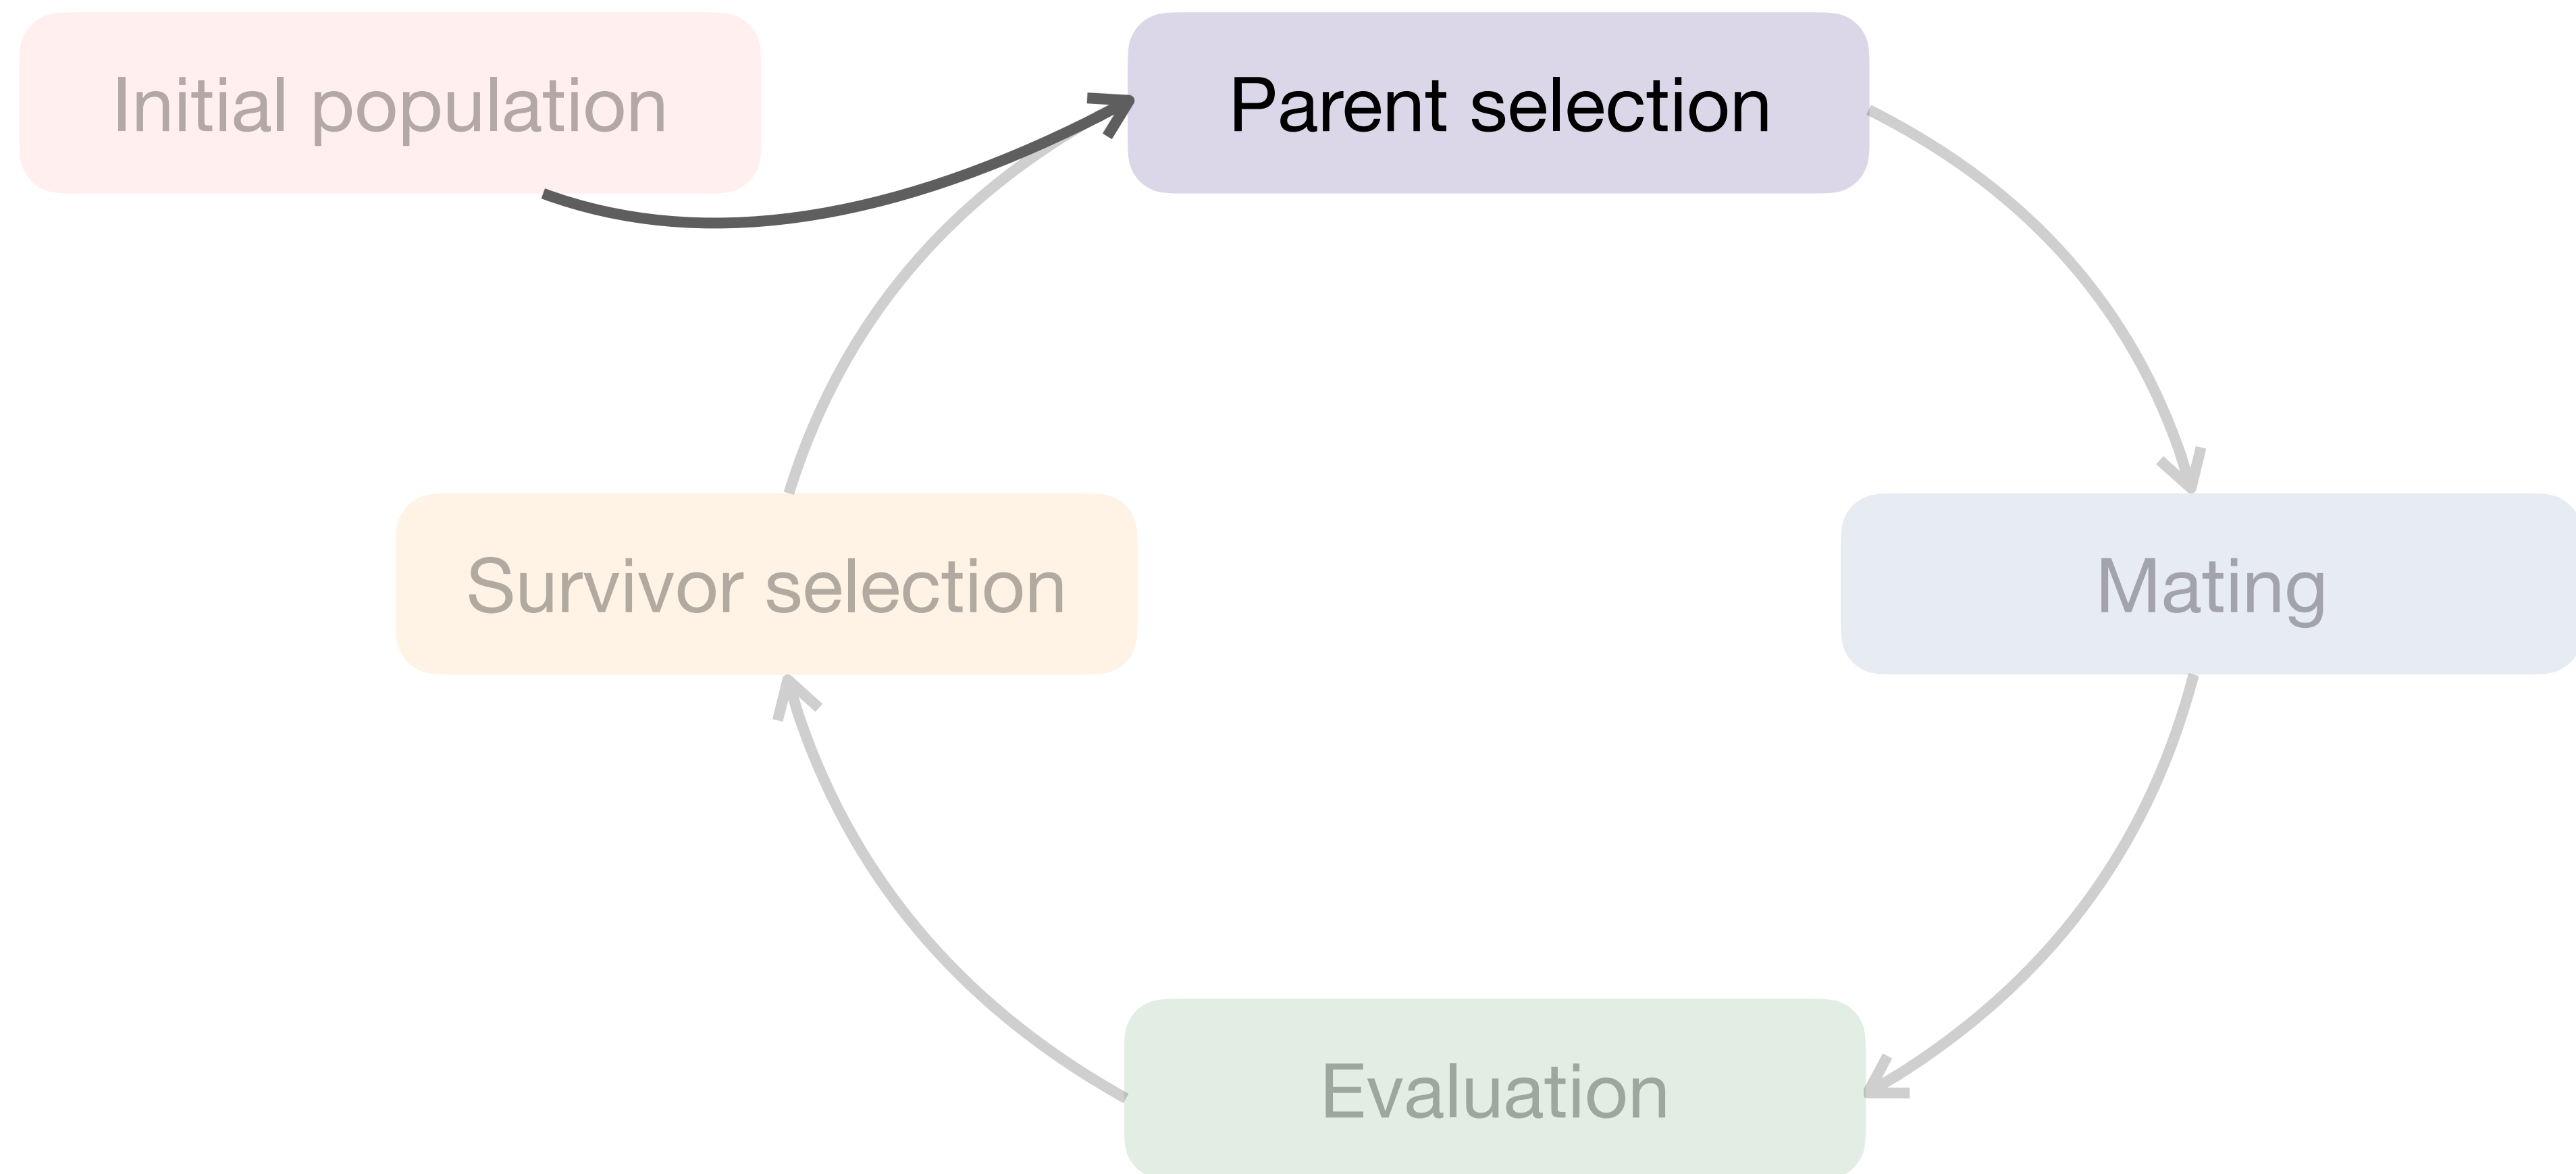 Initial population
Parent selection
Survivor selection
Mating
Evaluation